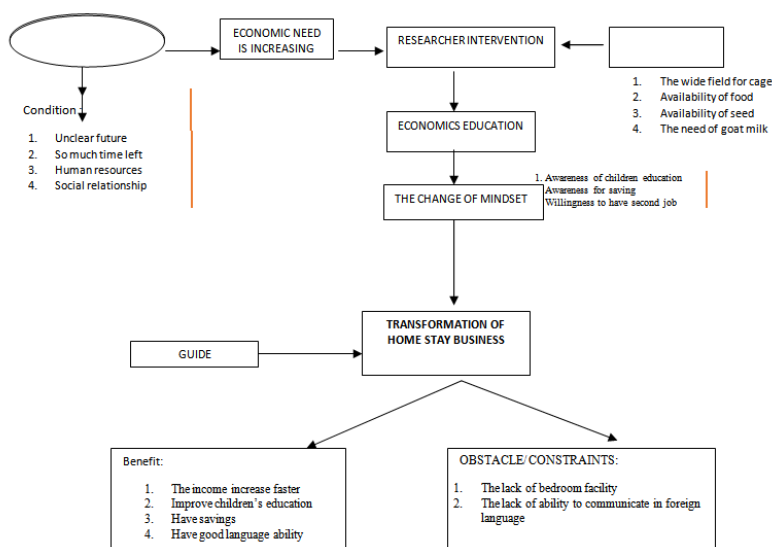 ECONOMIC NEED
IS INCREASING
RESEARCHER INTERVENTION
Condition :
1. Unclear future
2. So much time left
3. Human resources
4. Social relationship
1. The wide field for cage
2. Availability of food
3. Availability of seed
4. The need of goat milk
ECONOMICS EDUCATION
THE CHANGE OF MINDSET
1. Awareness of children education
Awareness for saving
Willingness to have second job
TRANSFORMATION OF
HOME STAY BUSINESS
GUIDE
Benefit:
1. The income increase faster
2. Improve children's education
3. Have savings
4. Have good language ability
OBSTACLE/CONSTRAINTS:
1. The lack of bedroom facility
2. The lack of ability to communicate in foreign
language